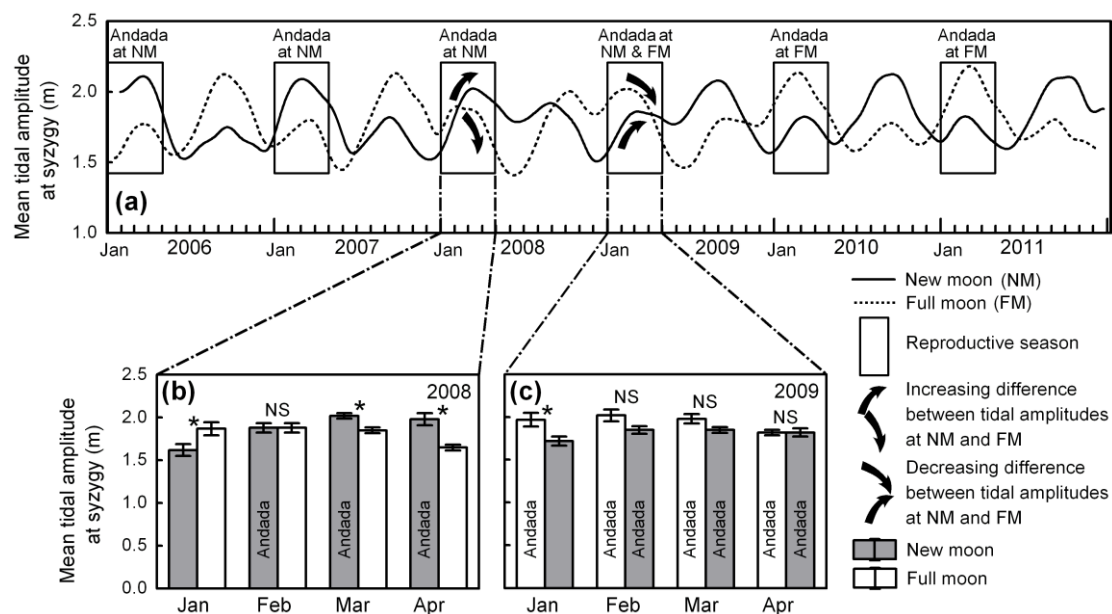 Mean tidal amplitude
at syzygy (m)
2.5
2.0
1.5
1.0
Andada
at NM
Andada
at NM
Andada
at NM
Andada at
NM & FM
Andada
at FM
Andada
at FM
(a)
Jan 2006 Jan 2007 Jan 2008 Jan 2009 Jan 2010 Jan 2011
New moon (NM)
Full moon (FM)
Reproductive season
Increasing difference
between tidal amplitudes
at NM and FM
Decreasing difference
between tidal amplitudes
at NM and FM
New moon
Full moon
Mean tidal amplitude
at syzygy (m)
2.5
2.0
1.5
1.0
0.5
0.0
(b) 2008
* NS * *
Andada Andada Andada
Jan Feb Mar Apr
(c) 2009
* NS NS NS
Andada Andada Andada Andada Andada Andada Andada
Jan Feb Mar Apr